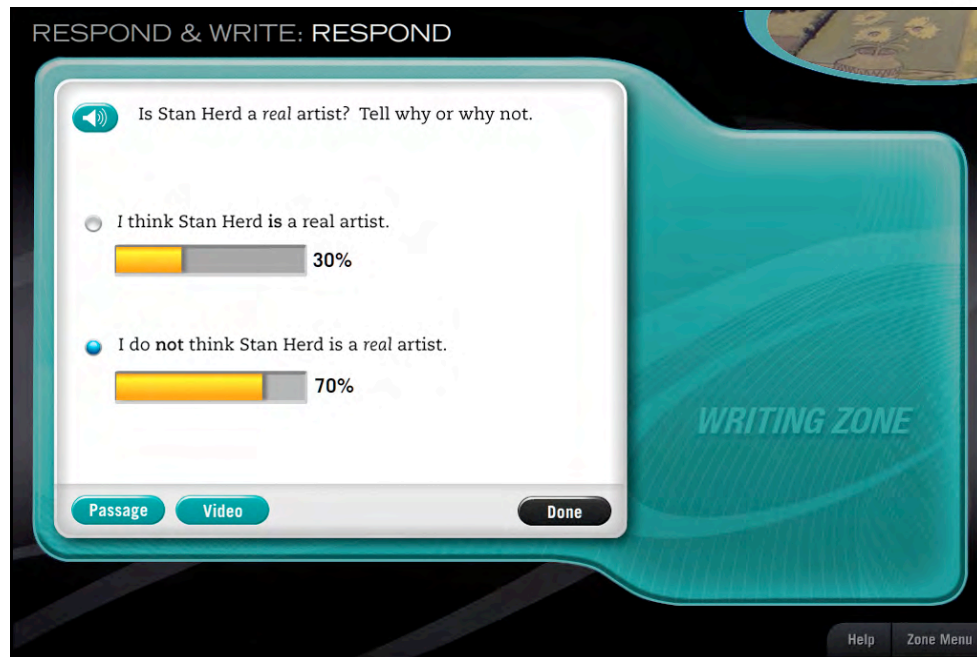 RESPOND & WRITE: RESPOND
Is Stan Herd a real artist? Tell why or why not.
I think Stan Herd is a real artist.
30%
I do not think Stan Herd is a real artist.
70%
WRITING ZONE
Passage
Video
Done
Help
Zone Menu